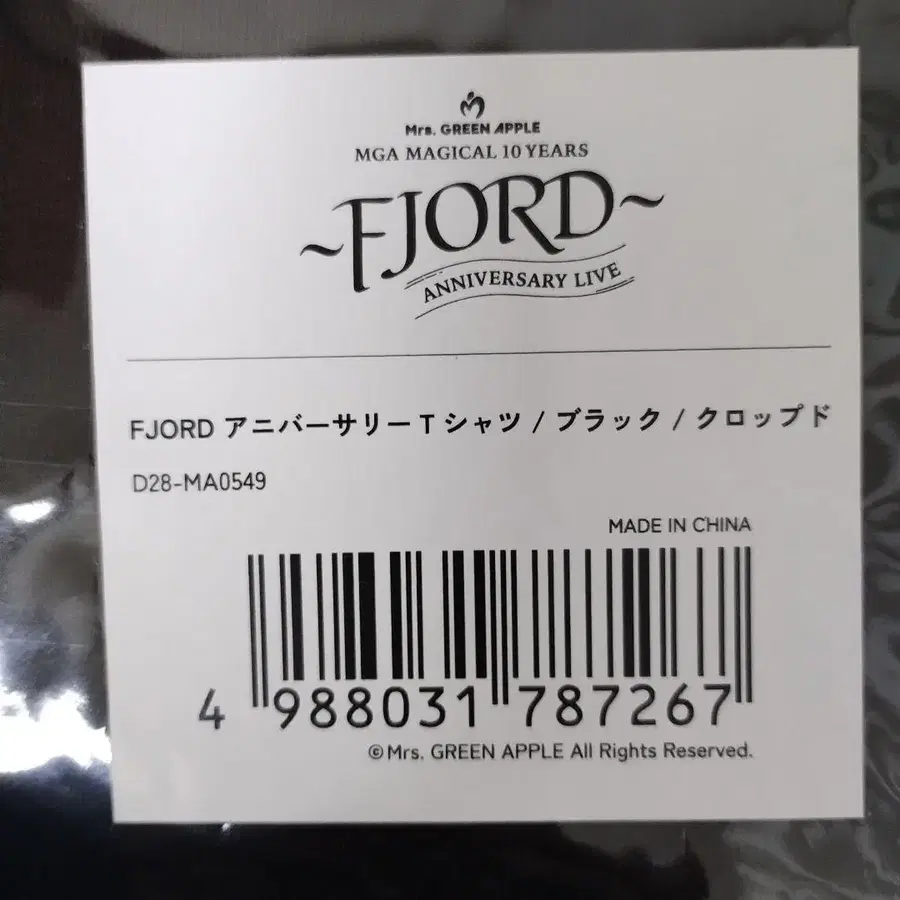 Mrs. GREEN APPLE
MGA MAGICAL 10 YEARS
~FJORD~
ANNIVERSARY LIVE
FJORD アニバーサリーTシャツ / ブラック / クロップド
D28-MA0549
MADE IN CHINA
4 988031 787267
©Mrs. GREEN APPLE All Rights Reserved.